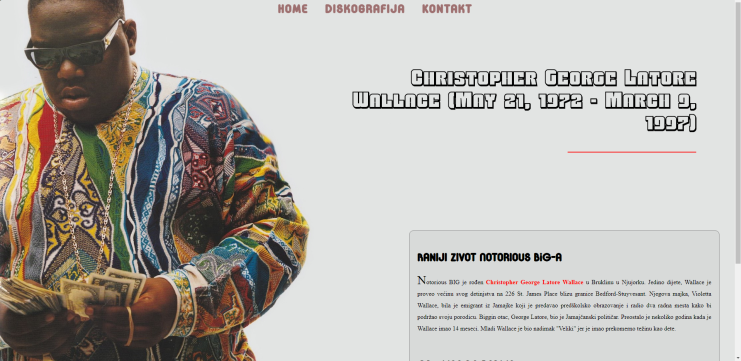 HOME DISKOGRAFIJA KONTAKT
Christopher George Latore
Wallace (May 21, 1972 - March 9,
1997)
RANIJI ZIVOT NOTORIOUS BIG-A
Notorious BIG je rođen Christopher George Latore Wallace u Bruklinu u Njujorku. Jedino dijete, Wallace je
proveo većinu svog detinjstva na 226 St. James Place blizu granice Bedford-Stuyvesant. Njegova majka, Violetta
Wallace, bila je emigrant iz Jamajke koji je predavao predškolsko obrazovanje i radio dva radna mesta kako bi
podržao svoju porodicu. Biggin otac, George Latore, bio je Jamajčanski političar. Preostalo je nekoliko godina kada je
Wallace imao 14 meseci. Mladi Wallace je bio nadimak "Veliki" jer je imao prekomerno težinu kao dete.